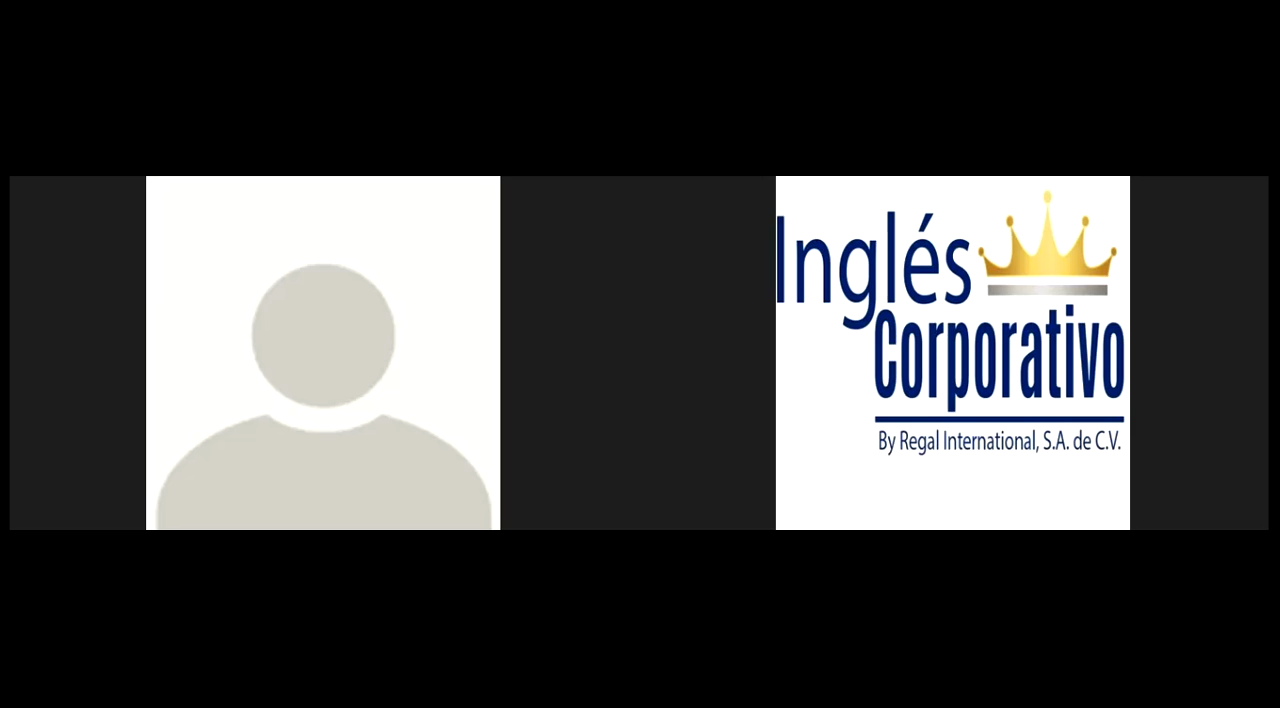 Inglés
Corporativo
By Regal International, S.A. de C.V.